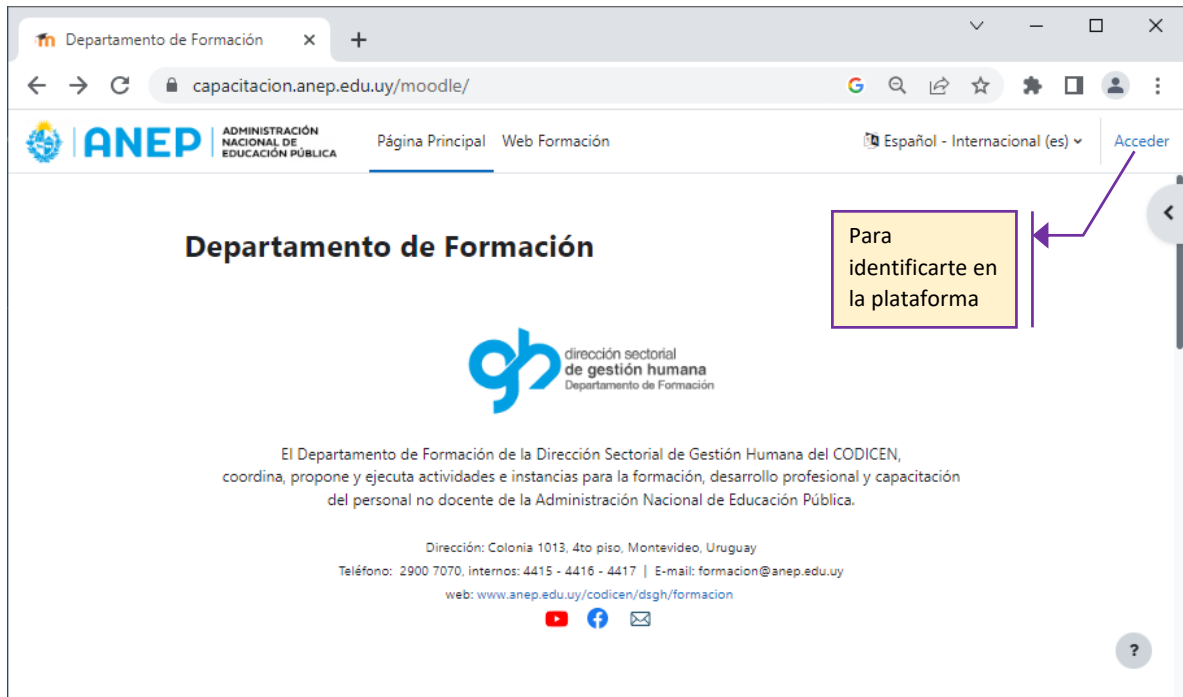 Departamento de Formación
capacitacion.anep.edu.uy/moodle/
ANEP
ADMINISTRACIÓN
NACIONAL DE
EDUCACIÓN PÚBLICA
Página Principal Web Formación
Español - Internacional (es)
Acceder
Para
identificarte en
la plataforma
Departamento de Formación
gh
dirección sectorial
de gestión humana
Departamento de Formación
El Departamento de Formación de la Dirección Sectorial de Gestión Humana del CODICEN,
coordina, propone y ejecuta actividades e instancias para la formación, desarrollo profesional y capacitación
del personal no docente de la Administración Nacional de Educación Pública.
Dirección: Colonia 1013, 4to piso, Montevideo, Uruguay
Teléfono: 2900 7070, internos: 4415 - 4416 - 4417 | E-mail: formacion@anep.edu.uy
web: www.anep.edu.uy/codicen/dsgh/formacion
?